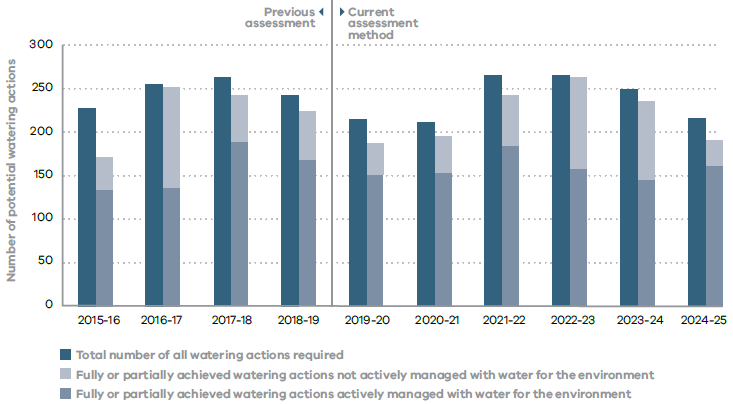 Previous
assessment
Current
assessment
method
Number of potential watering actions
300
250
200
150
100
50
0
2015-16
2016-17
2017-18
2018-19
2019-20
2020-21
2021-22
2022-23
2023-24
2024-25
Total number of all watering actions required
Fully or partially achieved watering actions not actively managed with water for the environment
Fully or partially achieved watering actions actively managed with water for the environment